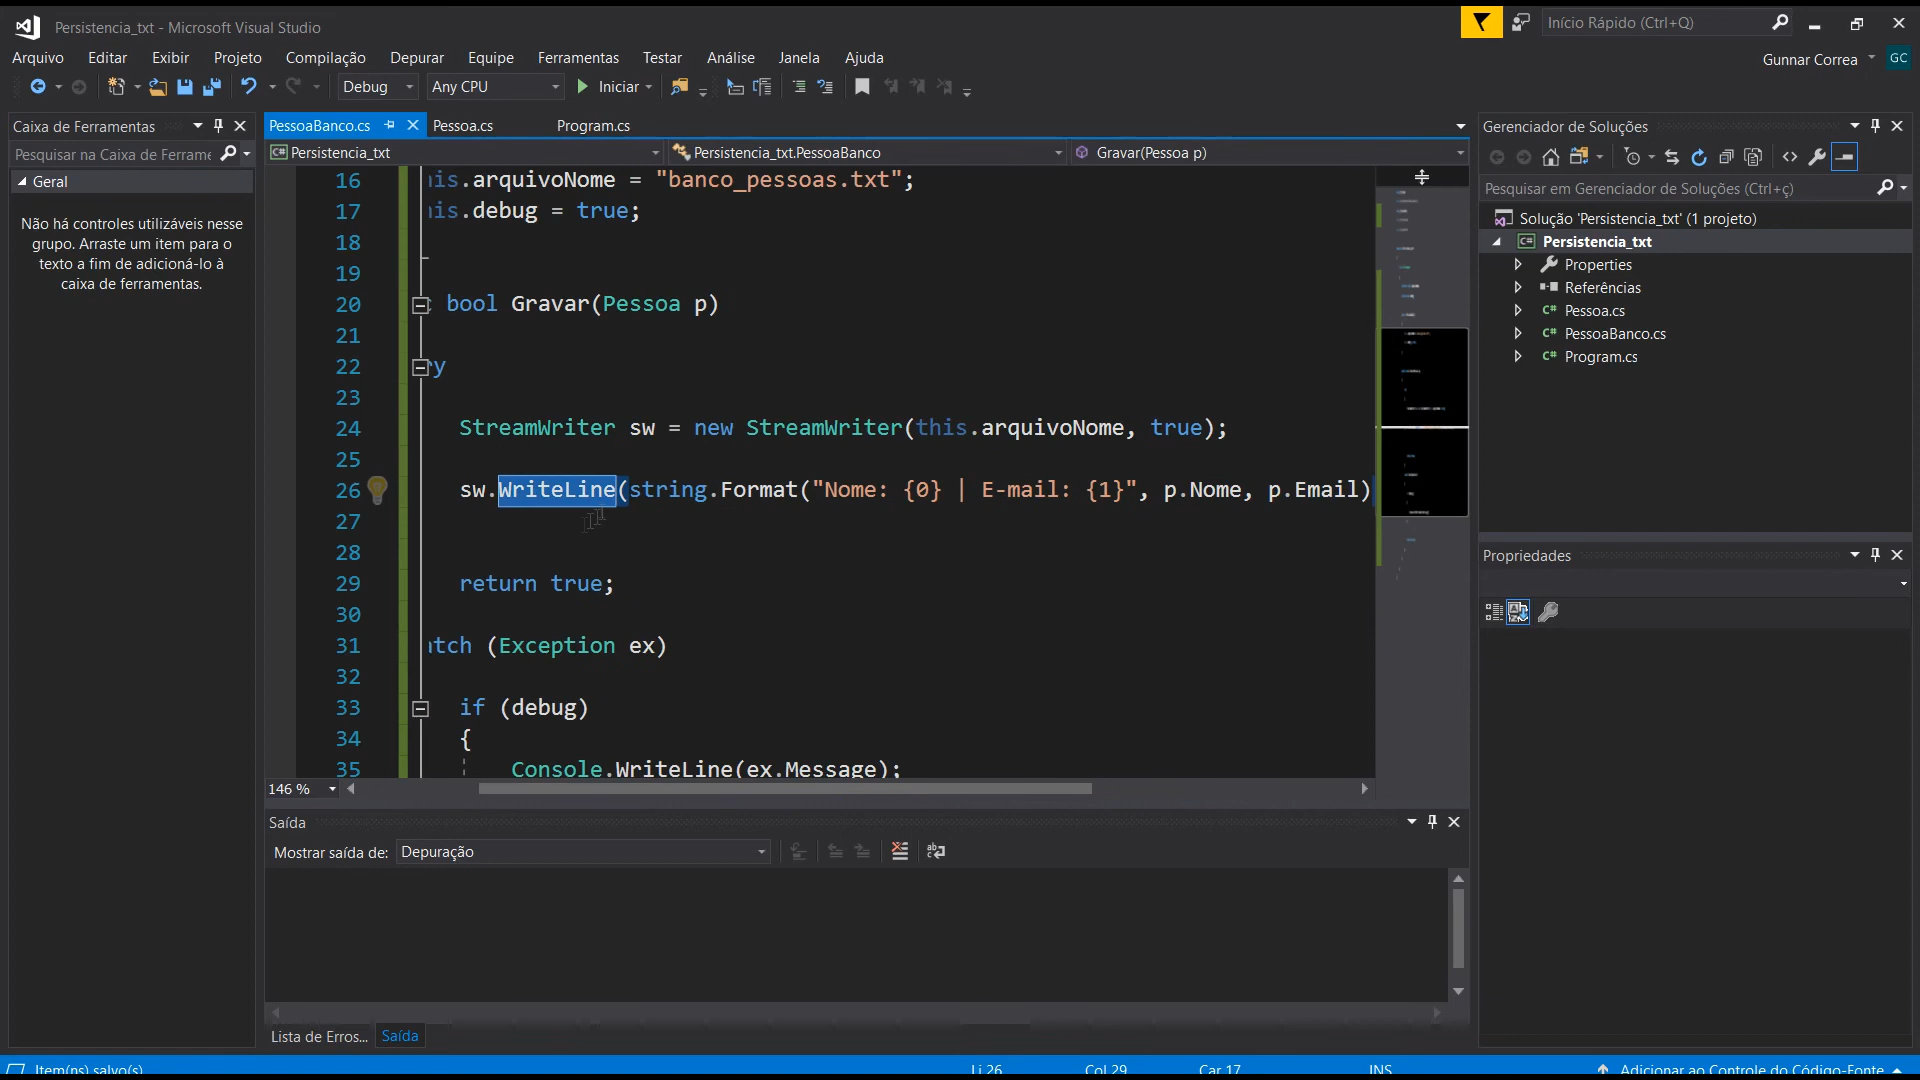 Persistencia_txt - Microsoft Visual Studio
Início Rápido (Ctrl+Q)
Arquivo Editar Exibir Projeto Compilação Depurar Equipe Ferramentas Testar Análise Janela Ajuda
Gunnar Correa GC
Debug Any CPU Iniciar
Caixa de Ferramentas
Pesquisar na Caixa de Ferrame
Geral
Não há controles utilizáveis nesse
grupo. Arraste um item para o
texto a fim de adicioná-lo à
caixa de ferramentas.
PessoaBanco.cs Pessoa.cs Program.cs
Persistencia_txt Persistencia_txt.PessoaBanco Gravar(Pessoa p)
16 his.arquivoNome = "banco_pessoas.txt";
17 his.debug = true;
18
19
20 bool Gravar(Pessoa p)
21
22 ry
23
24 StreamWriter sw = new StreamWriter(this.arquivoNome, true);
25
26 sw.WriteLine(string.Format("Nome: {0} | E-mail: {1}", p.Nome, p.Email)
27
28
29 return true;
30
31 atch (Exception ex)
32
33 if (debug)
34 {
35 Console.WriteLine(ex.Message);
146 %
Saída
Mostrar saída de: Depuração
Lista de Erros... Saída
Gerenciador de Soluções
Pesquisar em Gerenciador de Soluções (Ctrl+ç)
Solução 'Persistencia_txt' (1 projeto)
Persistencia_txt
Properties
Referências
Pessoa.cs
PessoaBanco.cs
Program.cs
Propriedades
Item(ns) salvo(s) Li 26 Col 29 Car 17 INS Adicionar ao Controle do Código-Fonte